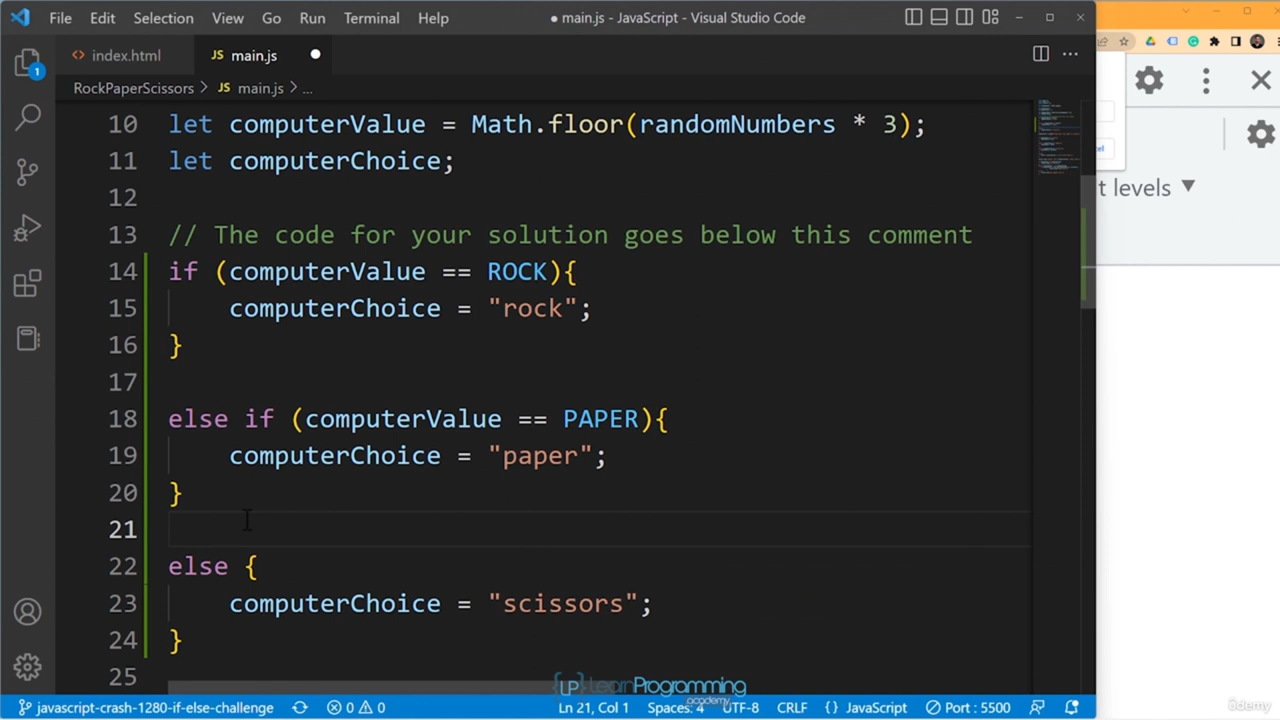 File Edit Selection View Go Run Terminal Help
● main.js - JavaScript - Visual Studio Code
<> index.html
JS main.js ●
RockPaperScissors > JS main.js > ...
1
10 let computerValue = Math.floor(randomNumbers * 3);
11 let computerChoice;
12
13 // The code for your solution goes below this comment
14 if (computerValue == ROCK){
15 computerChoice = "rock";
16 }
17
18 else if (computerValue == PAPER){
19 computerChoice = "paper";
20 }
21
22 else {
23 computerChoice = "scissors";
24 }
25
t levels ▼
LP LearnProgramming
academy
javascript-crash-1280-if-else-challenge 0 0 Ln 21, Col 1 Spaces: 4 UTF-8 CRLF {} JavaScript Port : 5500
ûdemy